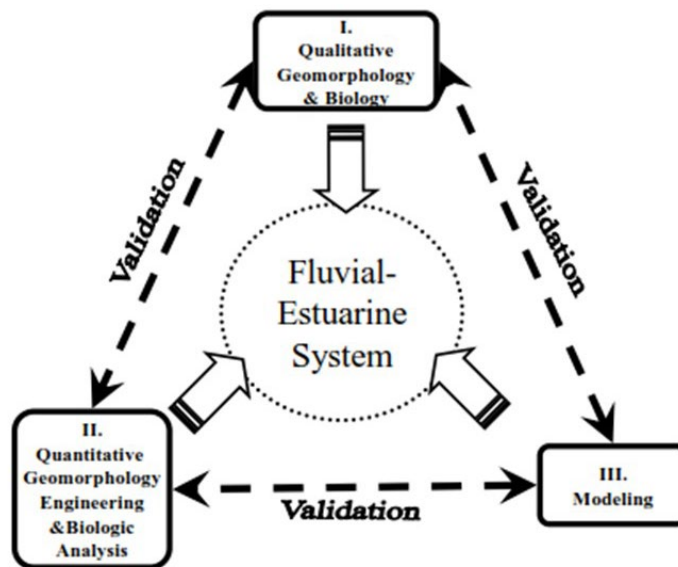 I.
Qualitative
Geomorphology
& Biology
Validation
Validation
Fluvial-
Estuarine
System
II.
Quantitative
Geomorphology
Engineering
&Biologic
Analysis
III.
Modeling
Validation